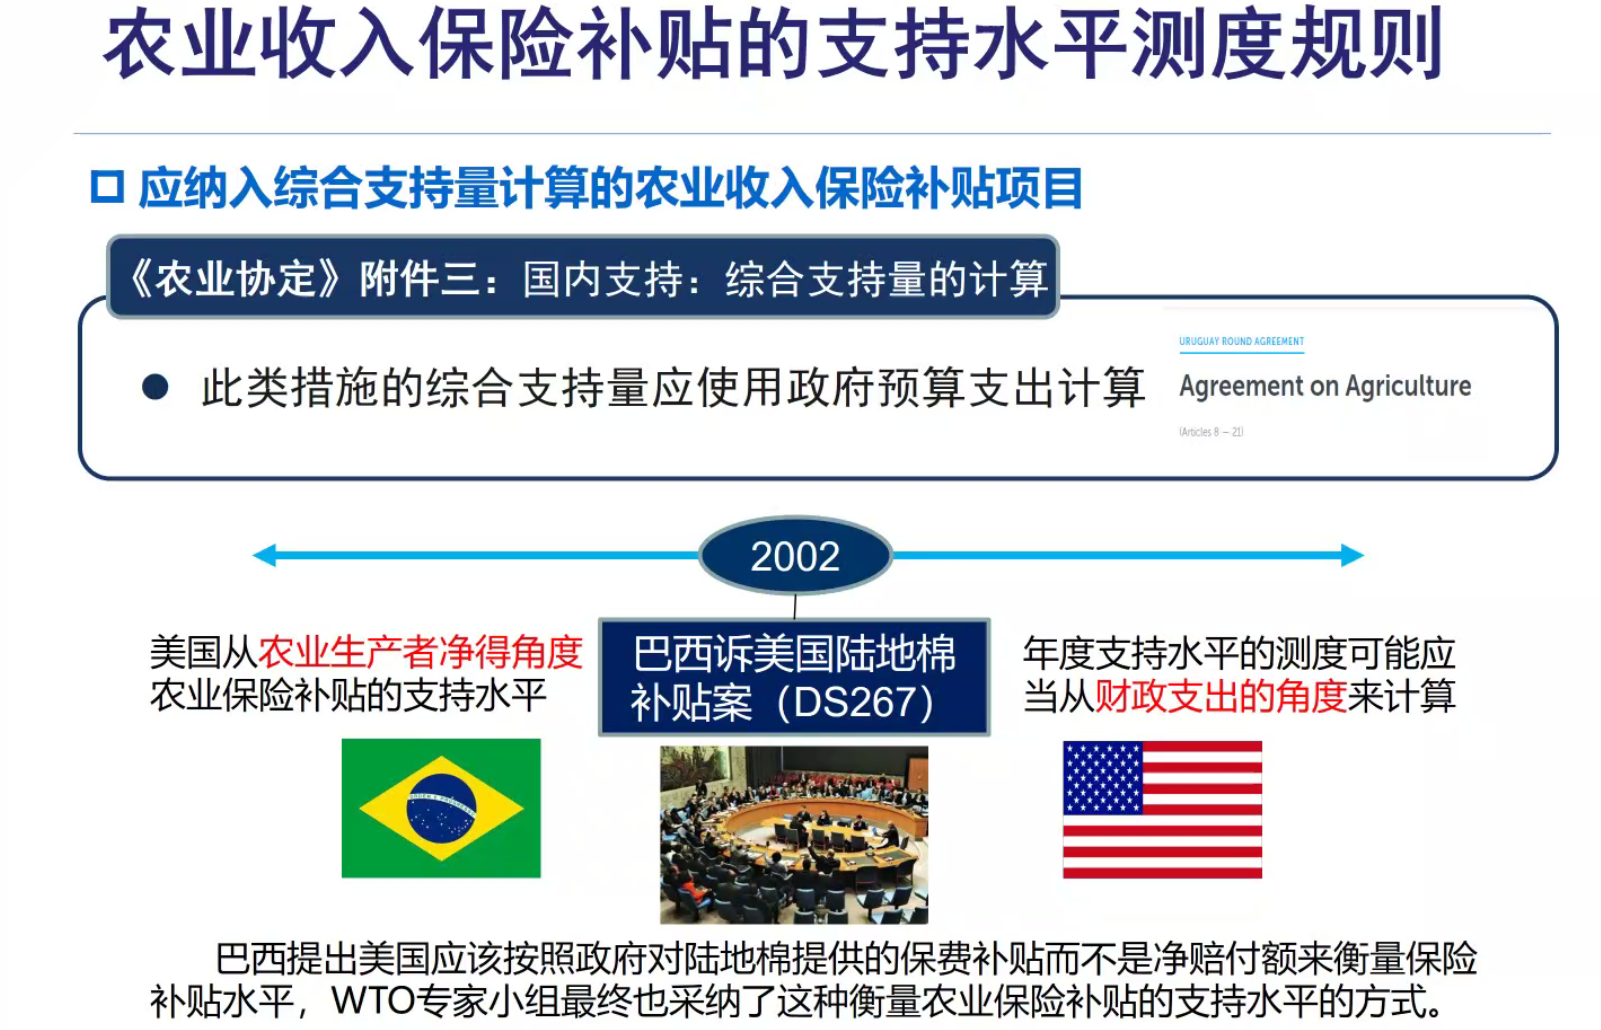 农业收入保险补贴的支持水平测度规则
应纳入综合支持量计算的农业收入保险补贴项目
《农业协定》附件三：国内支持：综合支持量的计算
此类措施的综合支持量应使用政府预算支出计算
URUGUAY ROUND AGREEMENT
Agreement on Agriculture
(Articles 8 — 21)
2002
美国从农业生产者净得角度
农业保险补贴的支持水平
巴西诉美国陆地棉
补贴案（DS267）
年度支持水平的测度可能应
当从财政支出的角度来计算
巴西提出美国应该按照政府对陆地棉提供的保费补贴而不是净赔付额来衡量保险
补贴水平，WTO专家小组最终也采纳了这种衡量农业保险补贴的支持水平的方式。